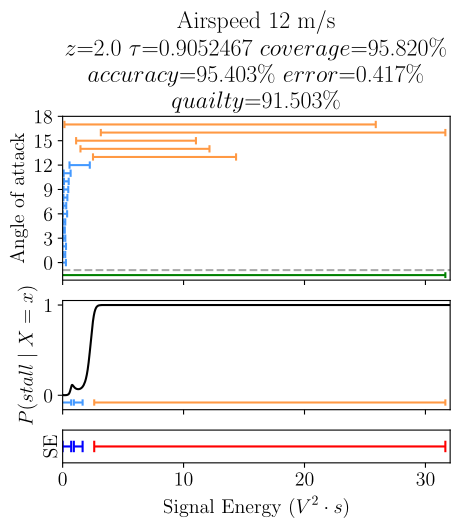 Airspeed 12 m/s
z=2.0 τ=0.9052467 coverage=95.820%
accuracy=95.403% error=0.417%
quailty=91.503%
18
15
12
9
6
3
0
Angle of attack
1
0
P(stall | X = x)
SE
0 10 20 30
Signal Energy (V² · s)